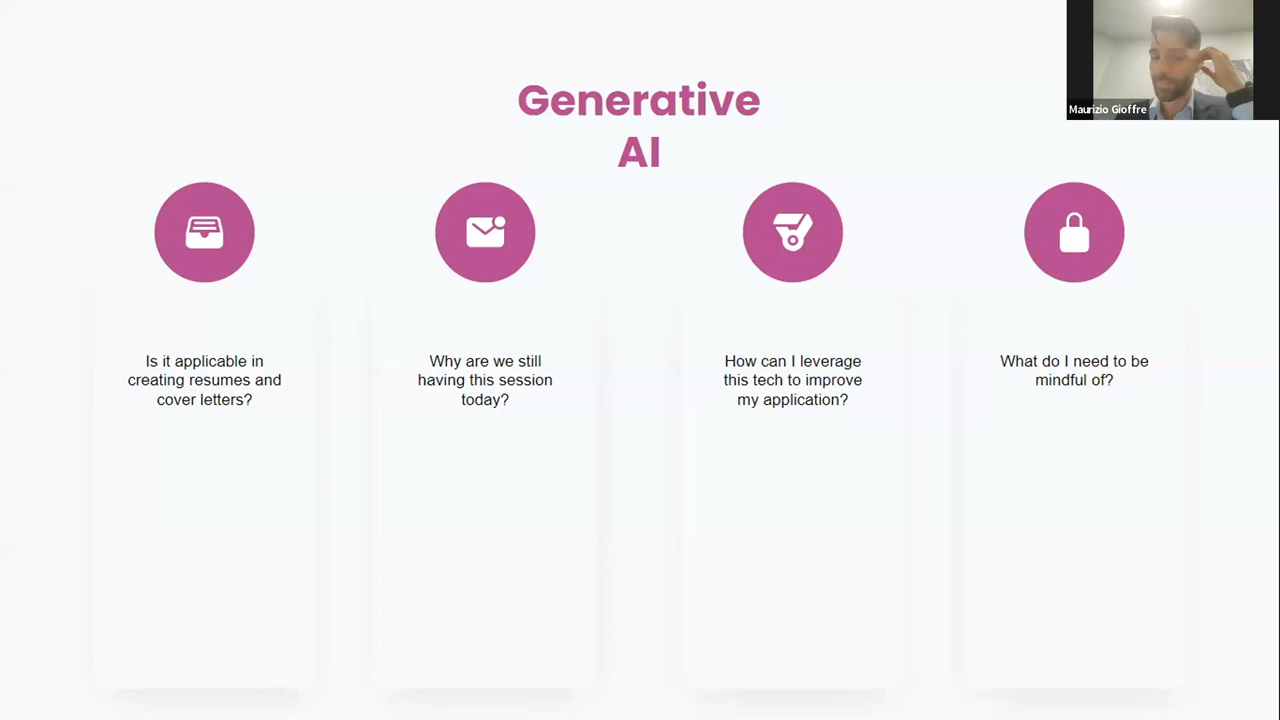 Generative
AI
Maurizio Gioffre
Is it applicable in
creating resumes and
cover letters?
Why are we still
having this session
today?
How can I leverage
this tech to improve
my application?
What do I need to be
mindful of?